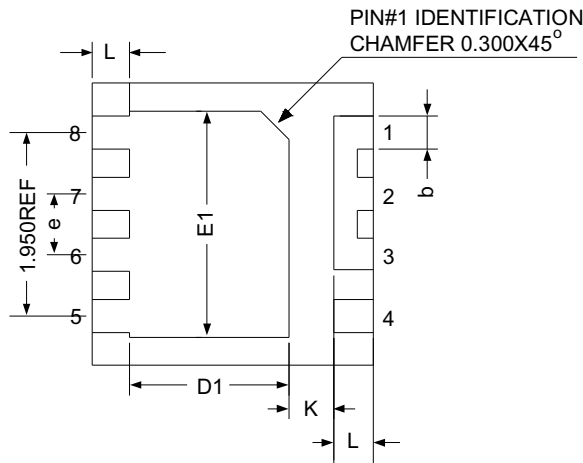 PIN#1 IDENTIFICATION
CHAMFER 0.300X45°
L
8
1
7
2
6
3
5
4
1.950REF
e
E1
b
D1
K
L